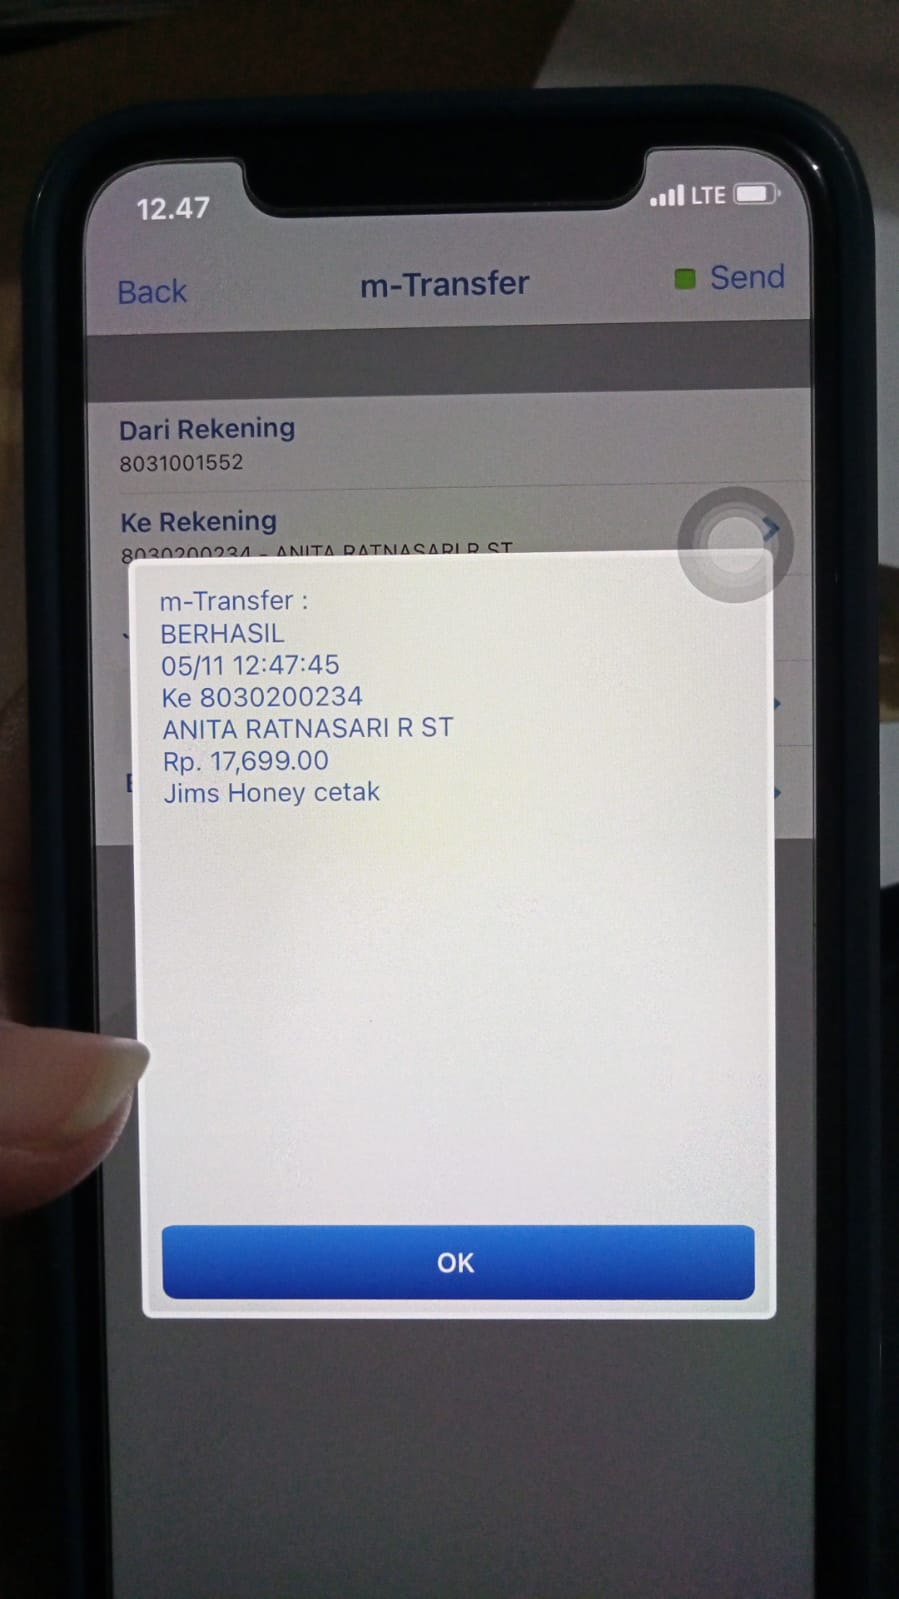 12.47
LTE
Back
m-Transfer
Send
Dari Rekening
8031001552
Ke Rekening
8030200234 - ANITA RATNASARI R ST
m-Transfer :
BERHASIL
05/11 12:47:45
Ke 8030200234
ANITA RATNASARI R ST
Rp. 17,699.00
Jims Honey cetak
OK